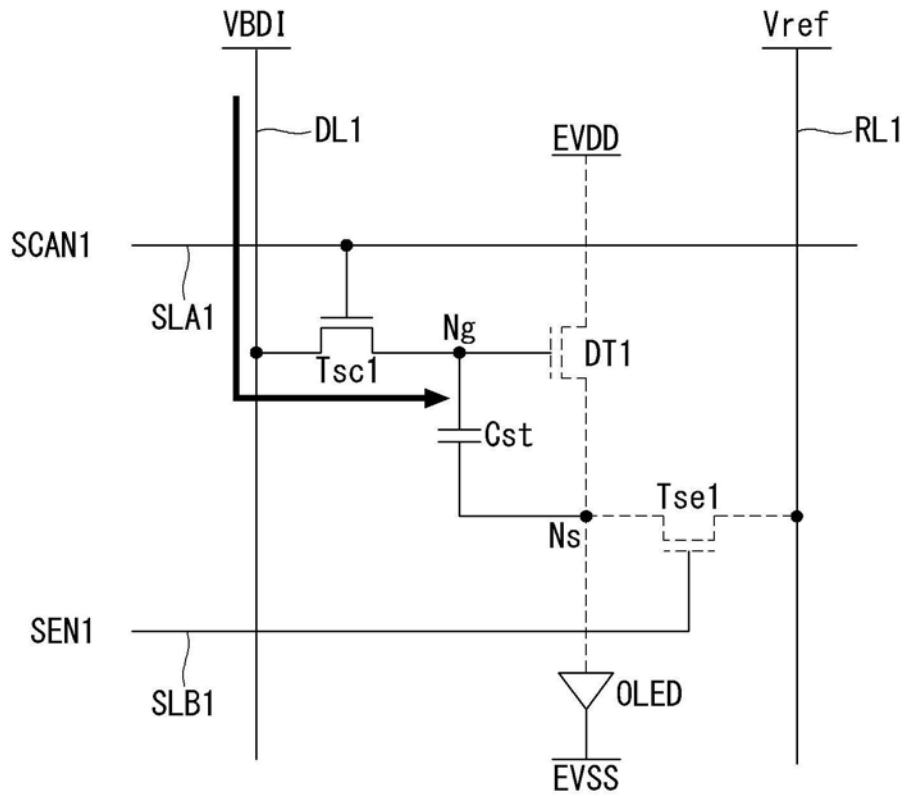 VBDI
Vref
DL1
RL1
EVDD
SCAN1
SLA1
Ng
DT1
Tsc1
Cst
Tse1
Ns
SEN1
SLB1
OLED
EVSS